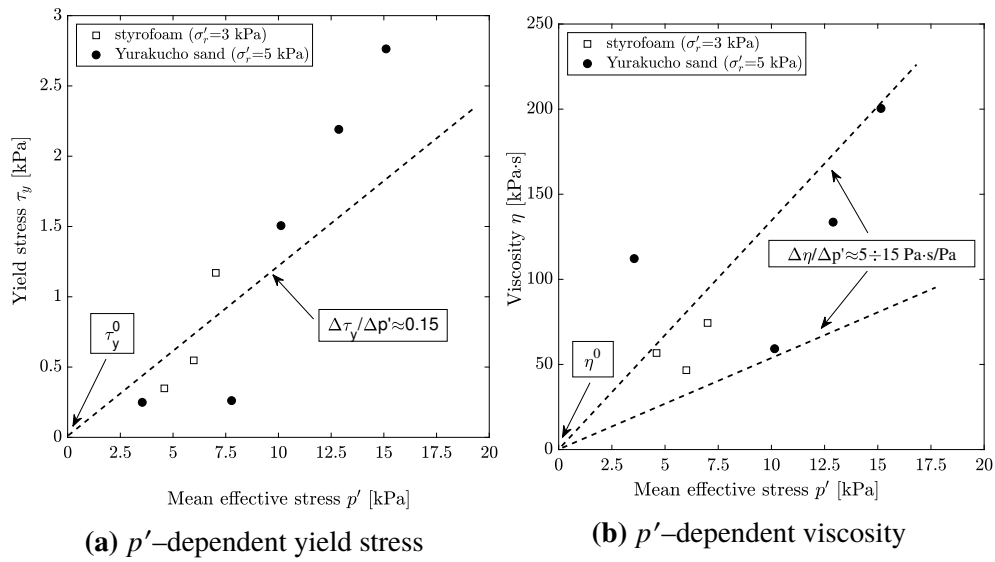 styrofoam (σ′r=3 kPa)
Yurakucho sand (σ′r=5 kPa)
3
2.5
2
1.5
1
0.5
0
Yield stress τy [kPa]
τy0
Δτy/Δp'≈0.15
0 2.5 5 7.5 10 12.5 15 17.5 20
Mean effective stress p′ [kPa]
(a) p′–dependent yield stress
styrofoam (σ′r=3 kPa)
Yurakucho sand (σ′r=5 kPa)
250
200
150
100
50
0
Viscosity η [kPa·s]
Δη/Δp'≈5÷15 Pa·s/Pa
η0
0 2.5 5 7.5 10 12.5 15 17.5 20
Mean effective stress p′ [kPa]
(b) p′–dependent viscosity